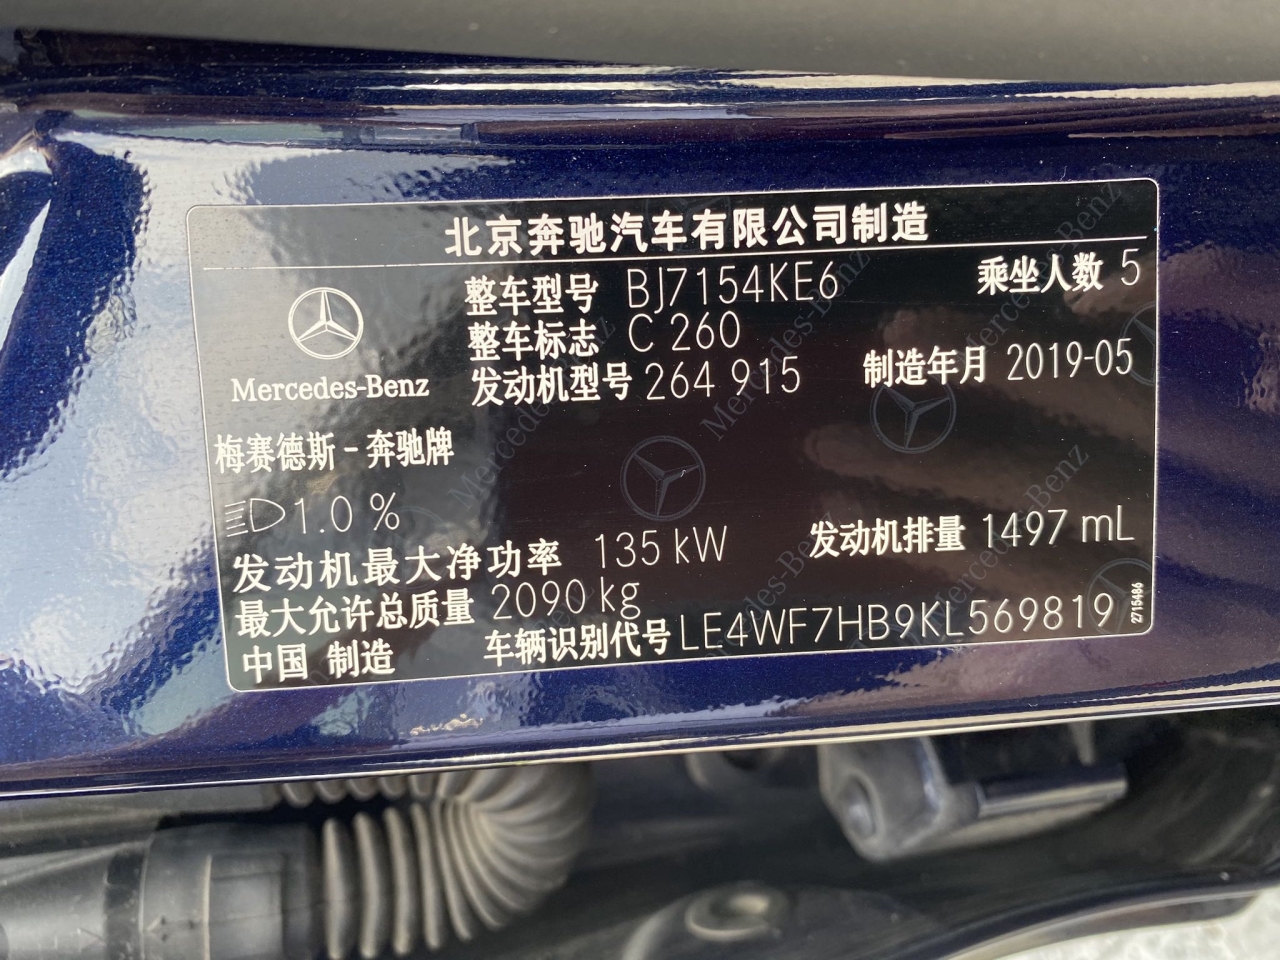 北京奔驰汽车有限公司制造
整车型号 BJ7154KE6 乘坐人数 5
整车标志 C 260
发动机型号 264 915 制造年月 2019-05
Mercedes-Benz
梅赛德斯-奔驰牌
1.0 %
发动机最大净功率 135 kW 发动机排量 1497 mL
最大允许总质量 2090 kg
中国 制造 车辆识别代号 LE4WF7HB9KL569819
2715486